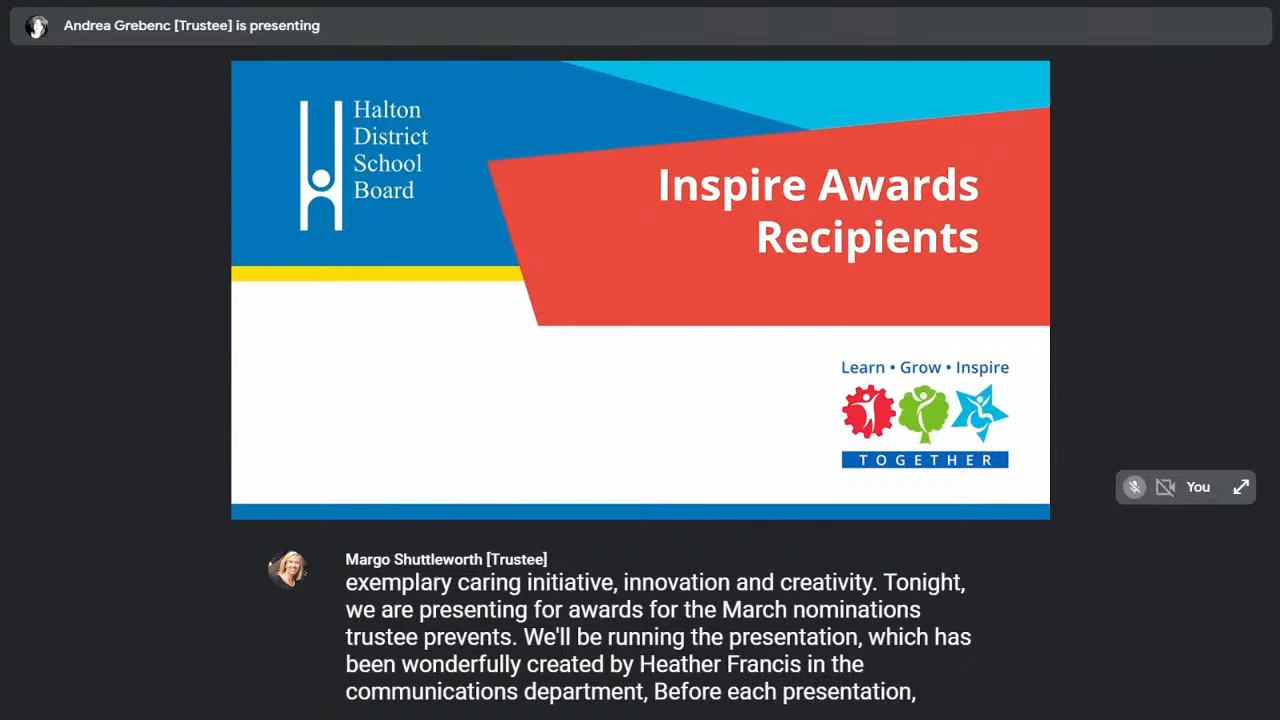 Andrea Grebenc [Trustee] is presenting
Halton
District
School
Board
Inspire Awards
Recipients
Learn • Grow • Inspire
TOGETHER
You
Margo Shuttleworth [Trustee]
exemplary caring initiative, innovation and creativity. Tonight,
we are presenting for awards for the March nominations
trustee prevents. We'll be running the presentation, which has
been wonderfully created by Heather Francis in the
communications department, Before each presentation,